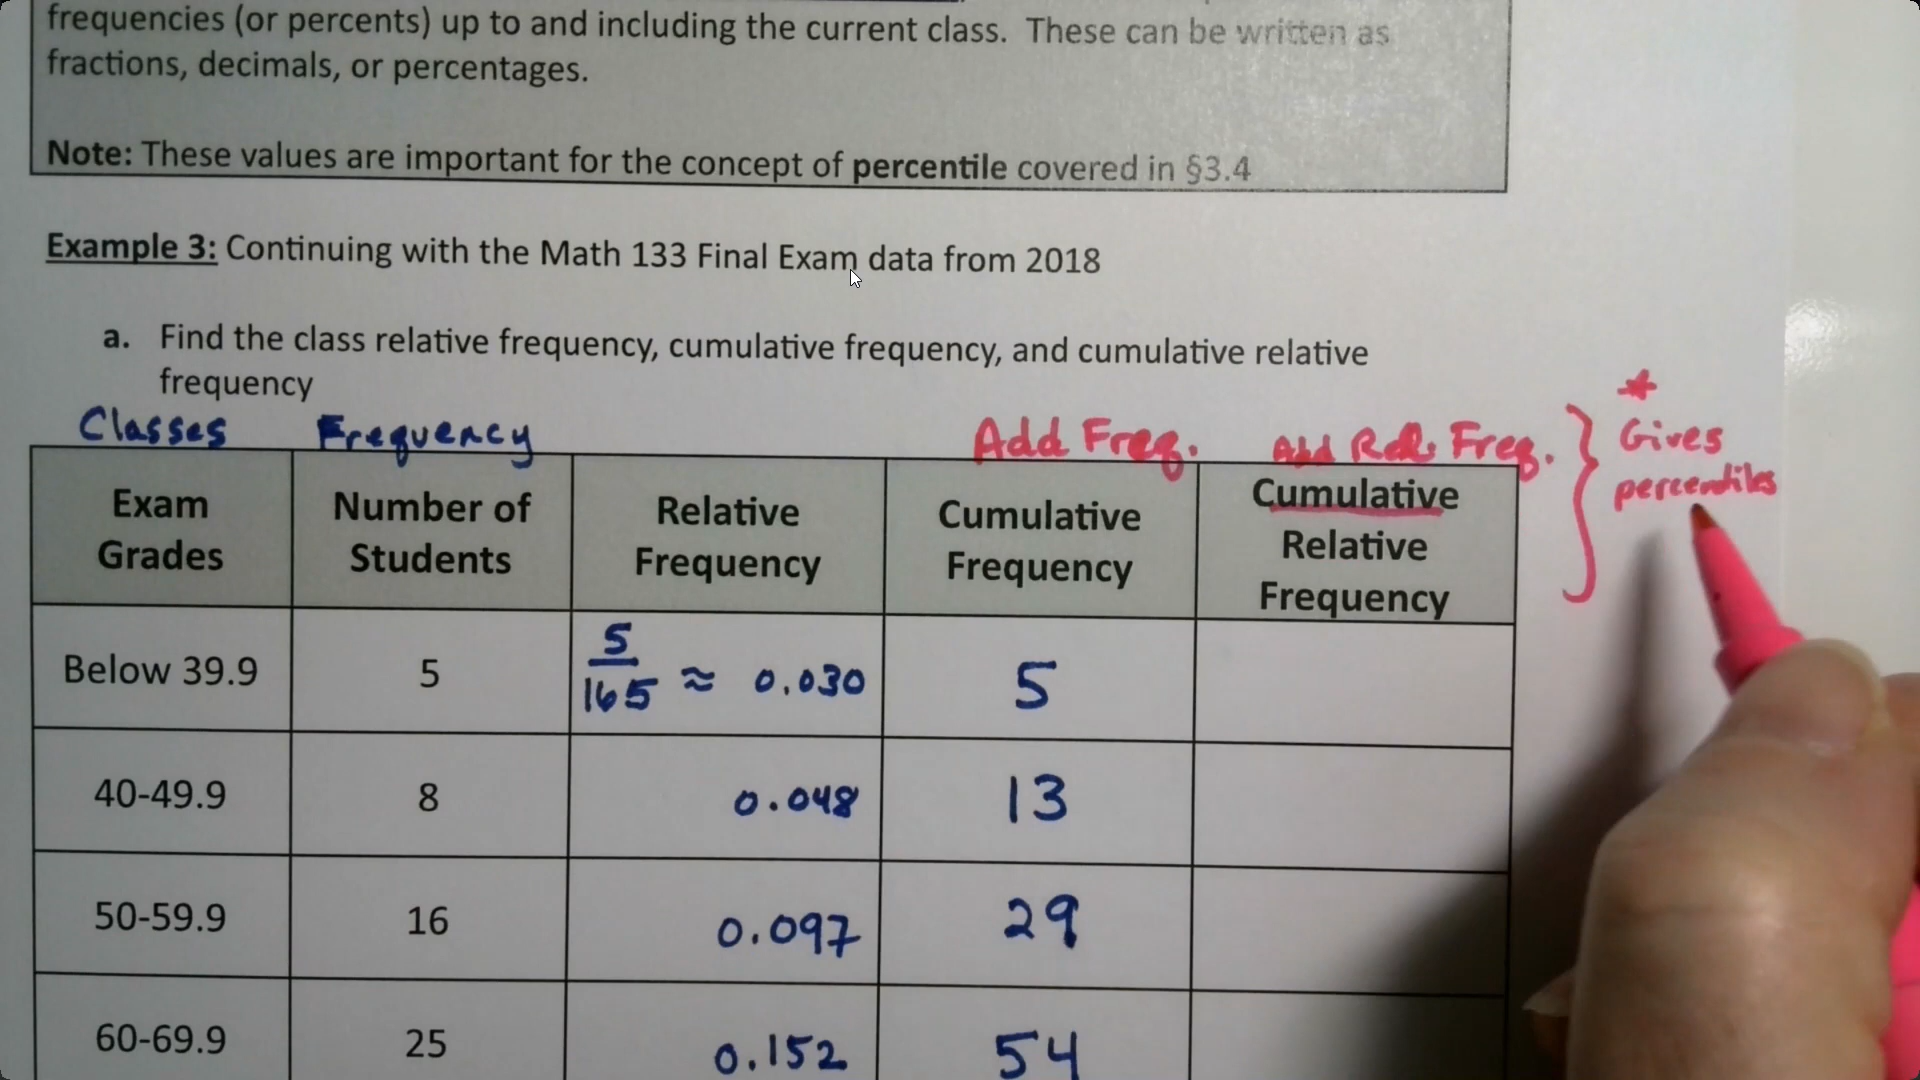 frequencies (or percents) up to and including the current class. These can be written as
fractions, decimals, or percentages.
Note: These values are important for the concept of percentile covered in §3.4
Example 3: Continuing with the Math 133 Final Exam data from 2018
a. Find the class relative frequency, cumulative frequency, and cumulative relative
frequency
Classes Frequency Add Freq. Add Rel. Freq. * Gives
percentiles
Exam
Grades
Number of
Students
Relative
Frequency
Cumulative
Frequency
Cumulative
Relative
Frequency
Below 39.9 5 5/165 ≈ 0.030 5
40-49.9 8 0.048 13
50-59.9 16 0.097 29
60-69.9 25 0.152 54